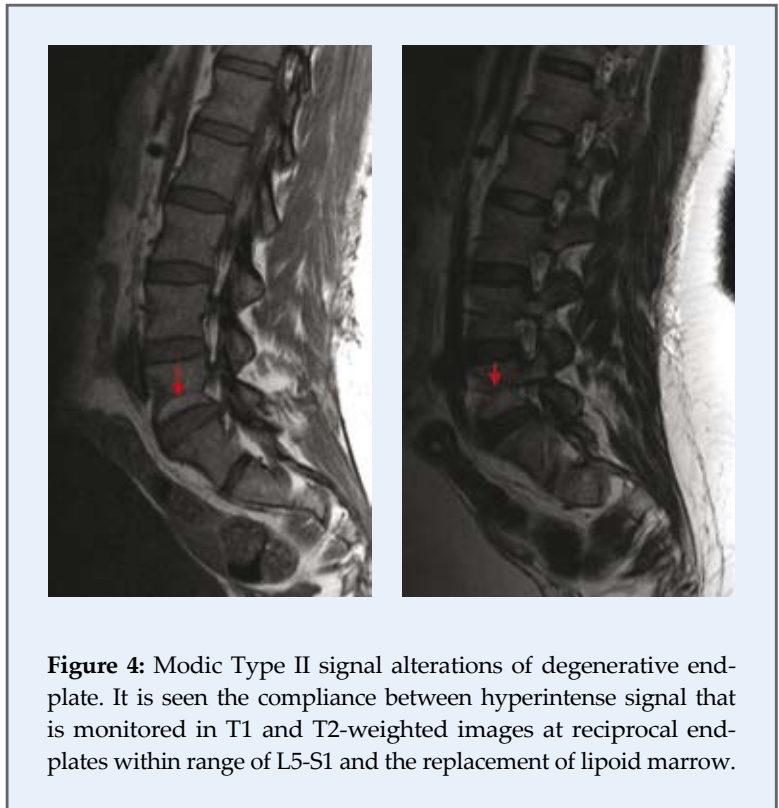 Figure 4: Modic Type II signal alterations of degenerative end-
plate. It is seen the compliance between hyperintense signal that
is monitored in T1 and T2-weighted images at reciprocal end-
plates within range of L5-S1 and the replacement of lipoid marrow.